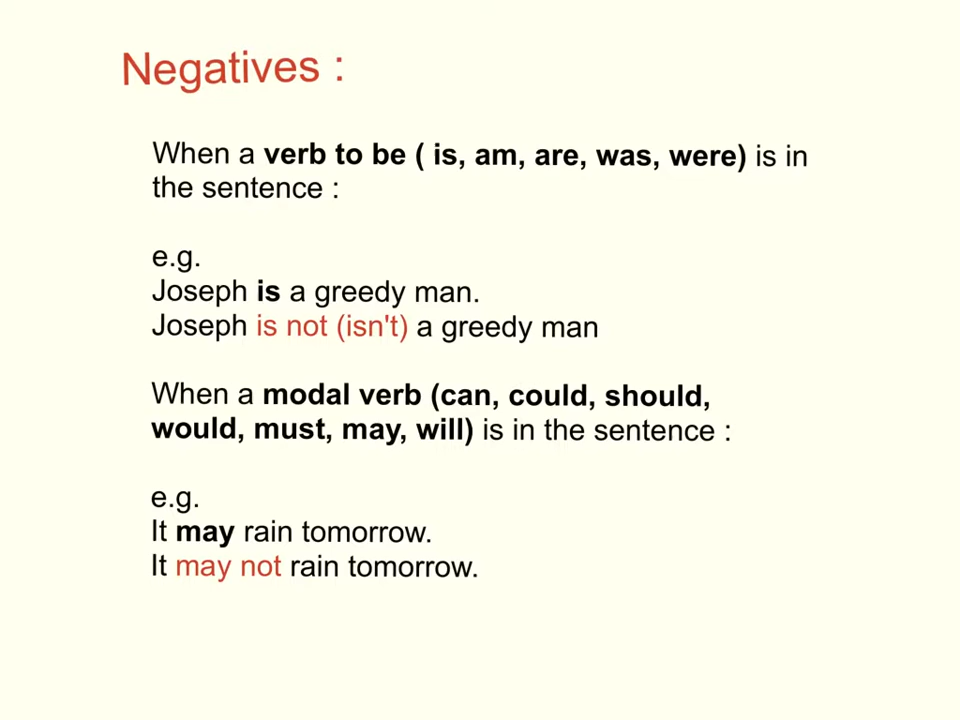 Negatives :
When a verb to be ( is, am, are, was, were) is in
the sentence :
e.g.
Joseph is a greedy man.
Joseph is not (isn't) a greedy man
When a modal verb (can, could, should,
would, must, may, will) is in the sentence :
e.g.
It may rain tomorrow.
It may not rain tomorrow.